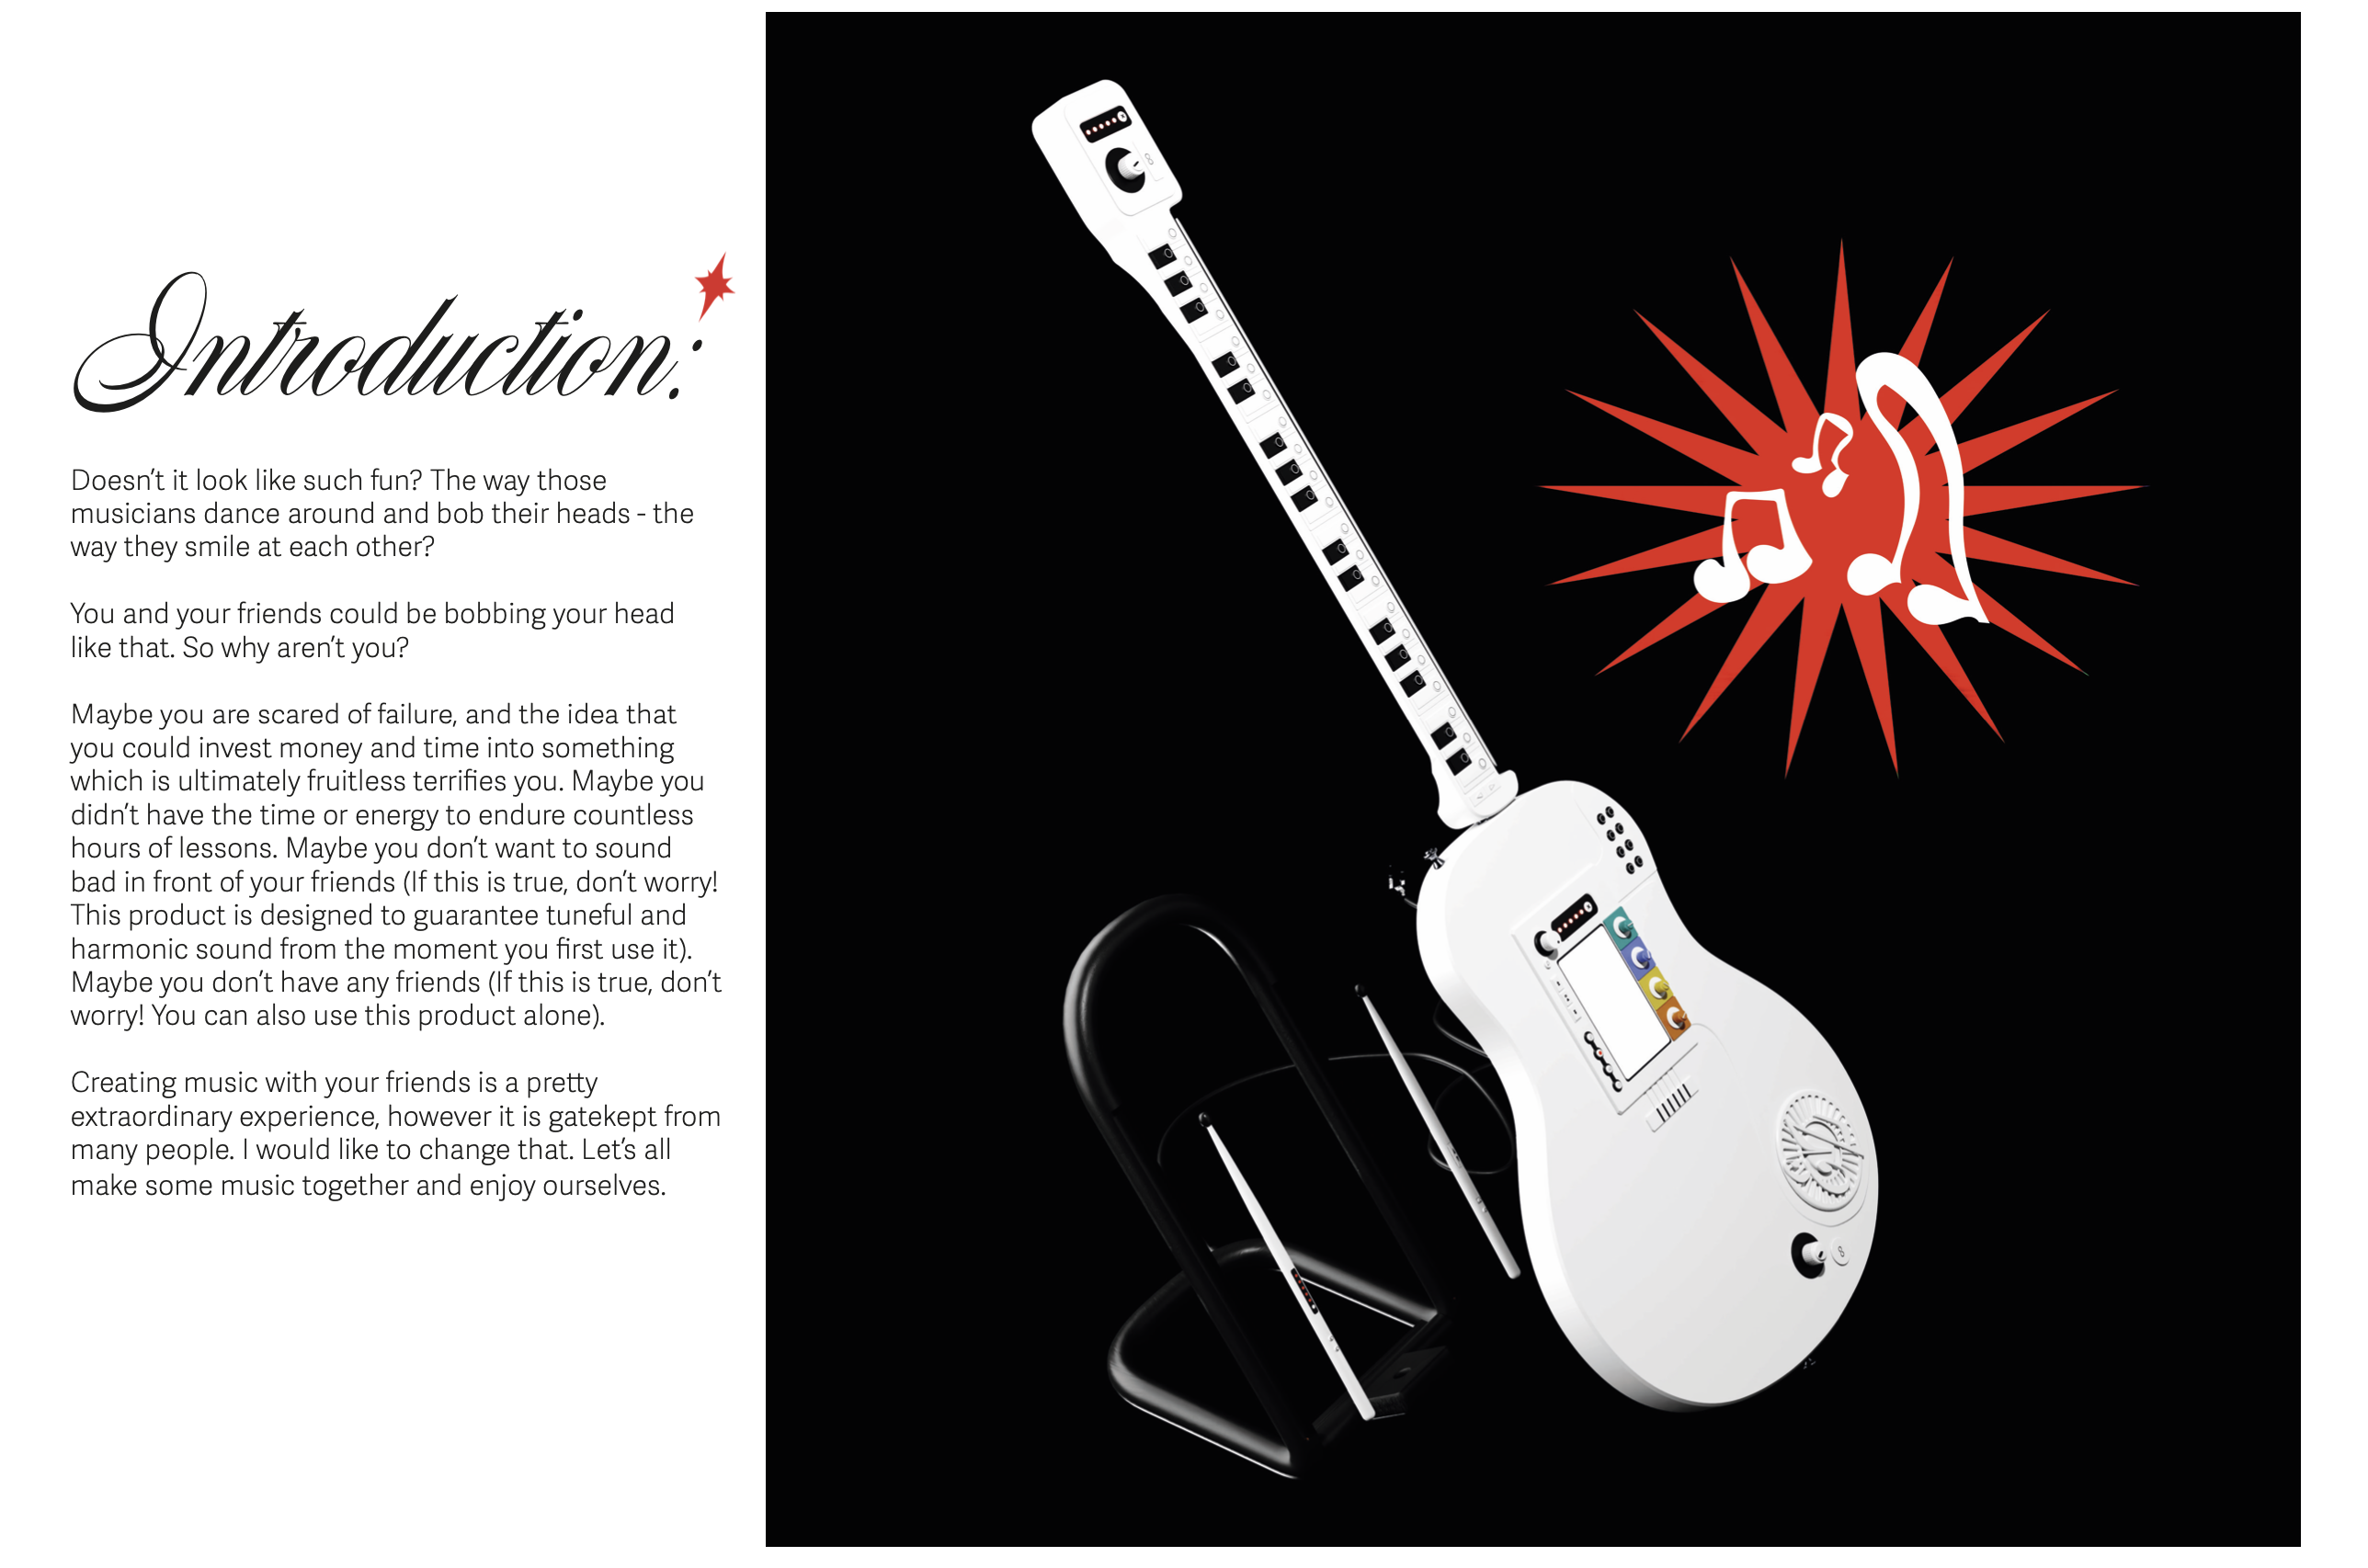 Introduction:
Doesn’t it look like such fun? The way those
musicians dance around and bob their heads - the
way they smile at each other?
You and your friends could be bobbing your head
like that. So why aren’t you?
Maybe you are scared of failure, and the idea that
you could invest money and time into something
which is ultimately fruitless terrifies you. Maybe you
didn’t have the time or energy to endure countless
hours of lessons. Maybe you don’t want to sound
bad in front of your friends (If this is true, don’t worry!
This product is designed to guarantee tuneful and
harmonic sound from the moment you first use it).
Maybe you don’t have any friends (If this is true, don’t
worry! You can also use this product alone).
Creating music with your friends is a pretty
extraordinary experience, however it is gatekept from
many people. I would like to change that. Let’s all
make some music together and enjoy ourselves.